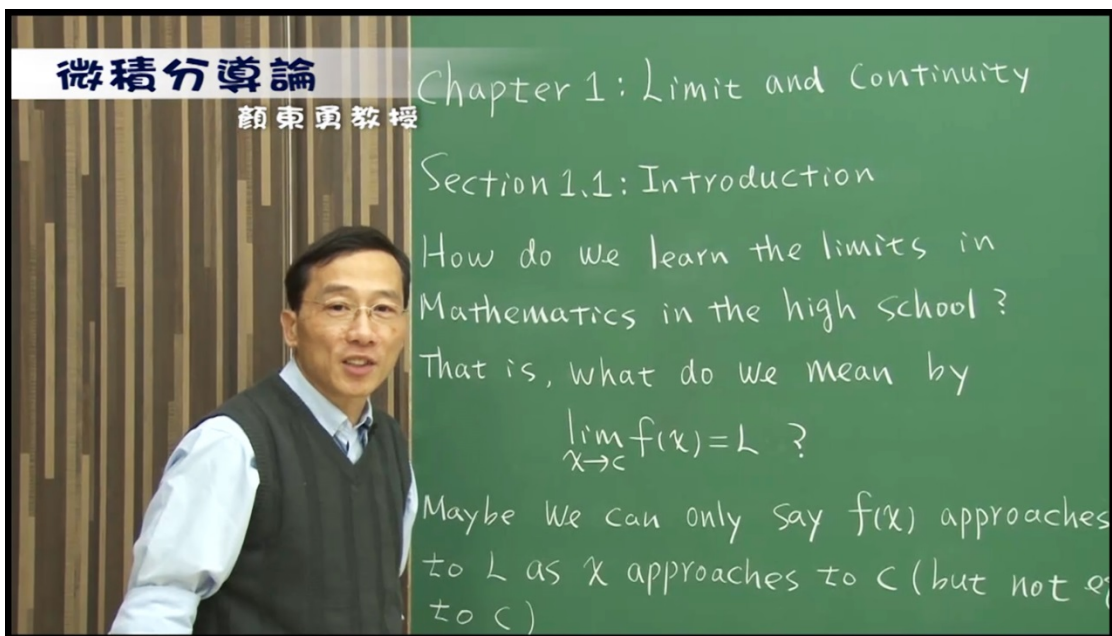 微積分導論
顏東勇教授
Chapter 1: Limit and Continuity
Section 1.1: Introduction
How do we learn the limits in
Mathematics in the high school?
That is, what do we mean by
lim f(x) = L ?
x→c
Maybe we can only say f(x) approaches
to L as x approaches to c (but not
to c)